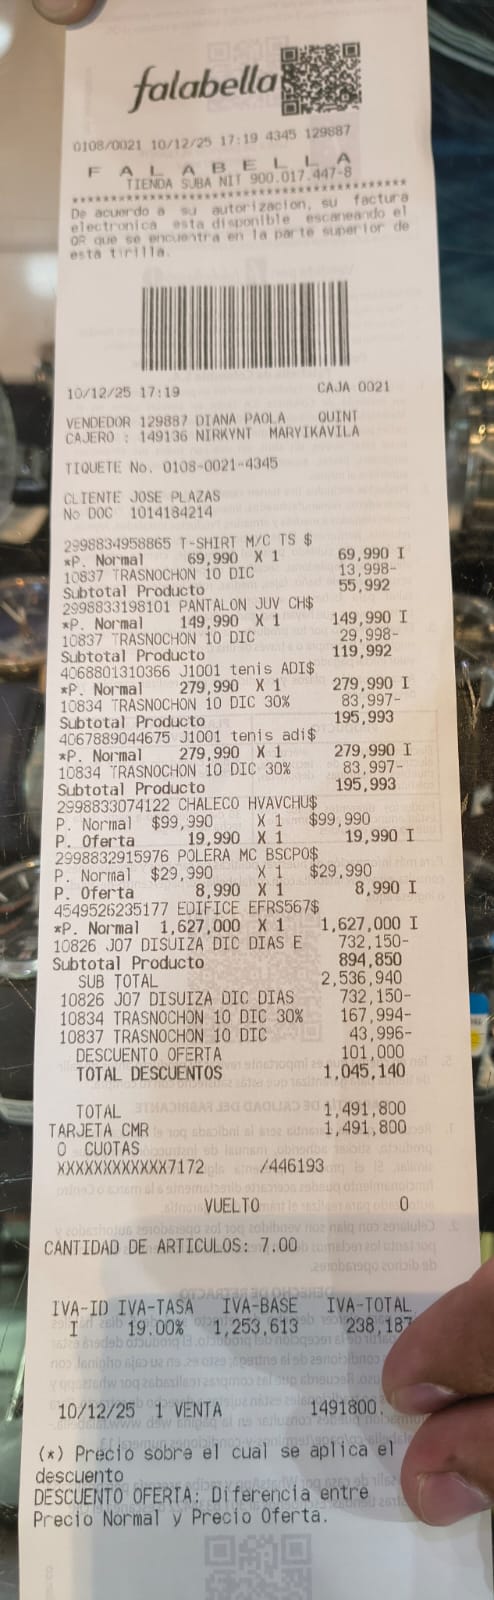 falabella
0108/0021 10/12/25 17:19 4345 129887
F A L A B E L L A
TIENDA SUBA NIT 900.017.447-8
****************************************
De acuerdo a su autorizacion, su factura
electronica esta disponible escaneando el
QR que se encuentra en la parte superior de
esta tirilla.
10/12/25 17:19 CAJA 0021
VENDEDOR 129887 DIANA PAOLA QUINT
CAJERO : 149136 NIRKYNT MARYIKAVILA
TIQUETE No. 0108-0021-4345
CLIENTE JOSE PLAZAS
No DOC 1014184214
2998834958865 T-SHIRT M/C TS $
*P. Normal 69,990 X 1 69,990 I
10837 TRASNOCHON 10 DIC 13,998-
Subtotal Producto 55,992
2998833198101 PANTALON JUV CH$
*P. Normal 149,990 X 1 149,990 I
10837 TRASNOCHON 10 DIC 29,998-
Subtotal Producto 119,992
4068801310366 J1001 tenis ADI$
*P. Normal 279,990 X 1 279,990 I
10834 TRASNOCHON 10 DIC 30% 83,997-
Subtotal Producto 195,993
4067889044675 J1001 tenis adi$
*P. Normal 279,990 X 1 279,990 I
10834 TRASNOCHON 10 DIC 30% 83,997-
Subtotal Producto 195,993
2998833074122 CHALECO HVAVCHU$
P. Normal $99,990 X 1 $99,990
P. Oferta 19,990 X 1 19,990 I
2998832915976 POLERA MC BSCPO$
P. Normal $29,990 X 1 $29,990
P. Oferta 8,990 X 1 8,990 I
4549526235177 EDIFICE EFRS567$
*P. Normal 1,627,000 X 1 1,627,000 I
10826 J07 DISUIZA DIC DIAS E 732,150-
Subtotal Producto 894,850
SUB TOTAL 2,536,940
10826 J07 DISUIZA DIC DIAS 732,150-
10834 TRASNOCHON 10 DIC 30% 167,994-
10837 TRASNOCHON 10 DIC 43,996-
DESCUENTO OFERTA 101,000
TOTAL DESCUENTOS 1,045,140
TOTAL 1,491,800
TARJETA CMR 1,491,800
0 CUOTAS
XXXXXXXXXXXX7172 /446193
VUELTO 0
CANTIDAD DE ARTICULOS: 7.00
IVA-ID IVA-TASA IVA-BASE IVA-TOTAL
I 19.00% 1,253,613 238,187
10/12/25 1 VENTA 1491800.
(*) Precio sobre el cual se aplica el
descuento
DESCUENTO OFERTA: Diferencia entre
Precio Normal y Precio Oferta.